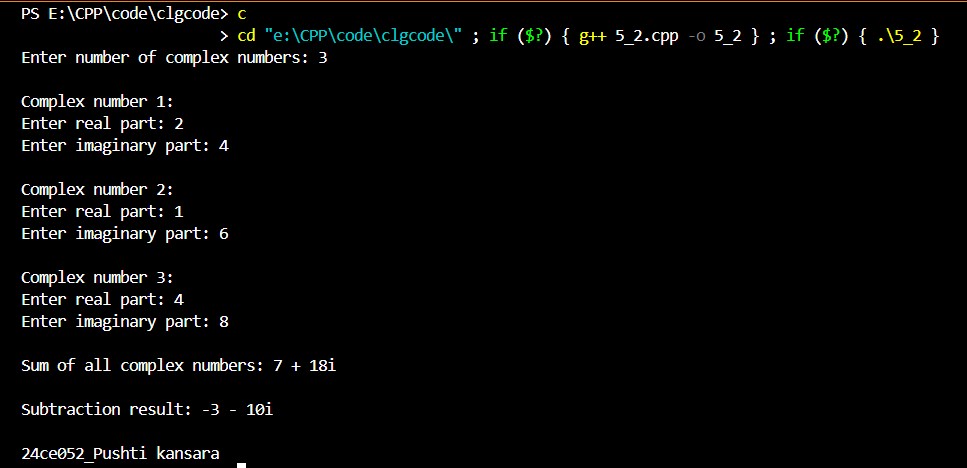 PS E:\CPP\code\clgcode> c
> cd "e:\CPP\code\clgcode\" ; if ($?) { g++ 5_2.cpp -o 5_2 } ; if ($?) { .\5_2 }
Enter number of complex numbers: 3
Complex number 1:
Enter real part: 2
Enter imaginary part: 4
Complex number 2:
Enter real part: 1
Enter imaginary part: 6
Complex number 3:
Enter real part: 4
Enter imaginary part: 8
Sum of all complex numbers: 7 + 18i
Subtraction result: -3 - 10i
24ce052_Pushti kansara